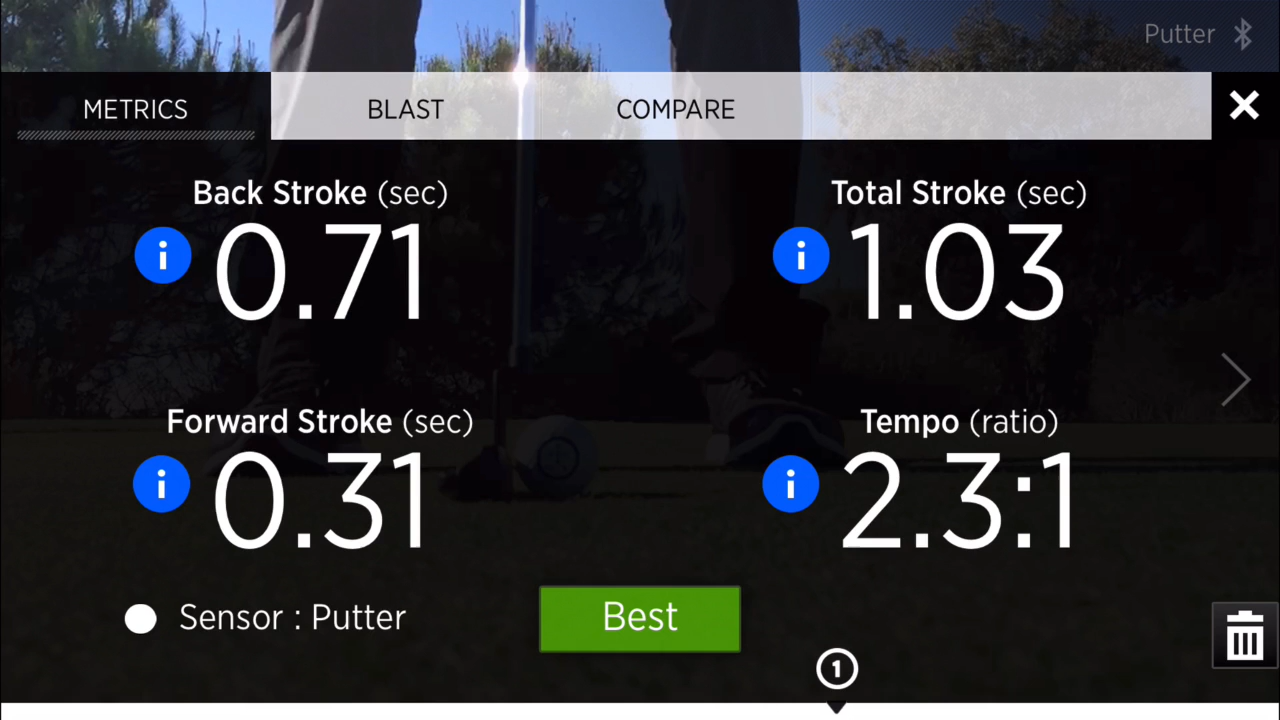 Putter
METRICS
BLAST
COMPARE
Back Stroke (sec)
i 0.71
Total Stroke (sec)
i 1.03
Forward Stroke (sec)
i 0.31
Tempo (ratio)
i 2.3:1
Sensor : Putter
Best
1